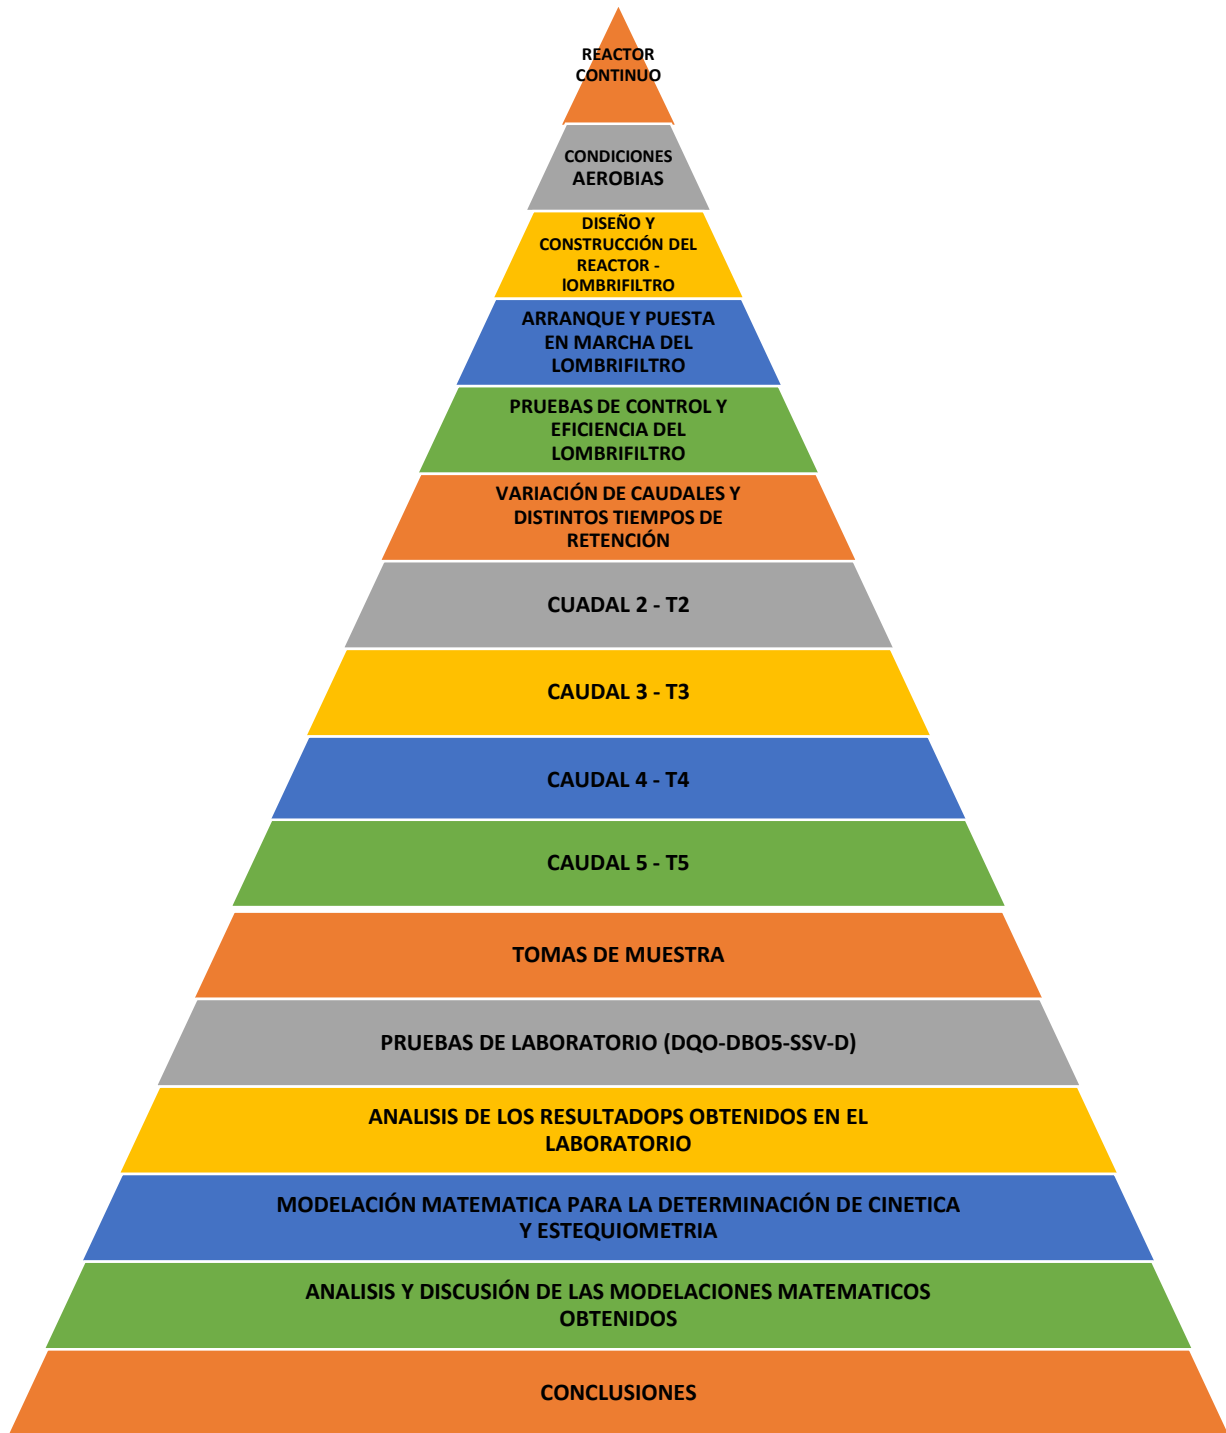 REACTOR
CONTINUO
CONDICIONES
AEROBIAS
DISEÑO Y
CONSTRUCCIÓN DEL
REACTOR -
lOMBRIFILTRO
ARRANQUE Y PUESTA
EN MARCHA DEL
LOMBRIFILTRO
PRUEBAS DE CONTROL Y
EFICIENCIA DEL
LOMBRIFILTRO
VARIACIÓN DE CAUDALES Y
DISTINTOS TIEMPOS DE
RETENCIÓN
CUADAL 2 - T2
CAUDAL 3 - T3
CAUDAL 4 - T4
CAUDAL 5 - T5
TOMAS DE MUESTRA
PRUEBAS DE LABORATORIO (DQO-DBO5-SSV-D)
ANALISIS DE LOS RESULTADOPS OBTENIDOS EN EL
LABORATORIO
MODELACIÓN MATEMATICA PARA LA DETERMINACIÓN DE CINETICA
Y ESTEQUIOMETRIA
ANALISIS Y DISCUSIÓN DE LAS MODELACIONES MATEMATICOS
OBTENIDOS
CONCLUSIONES